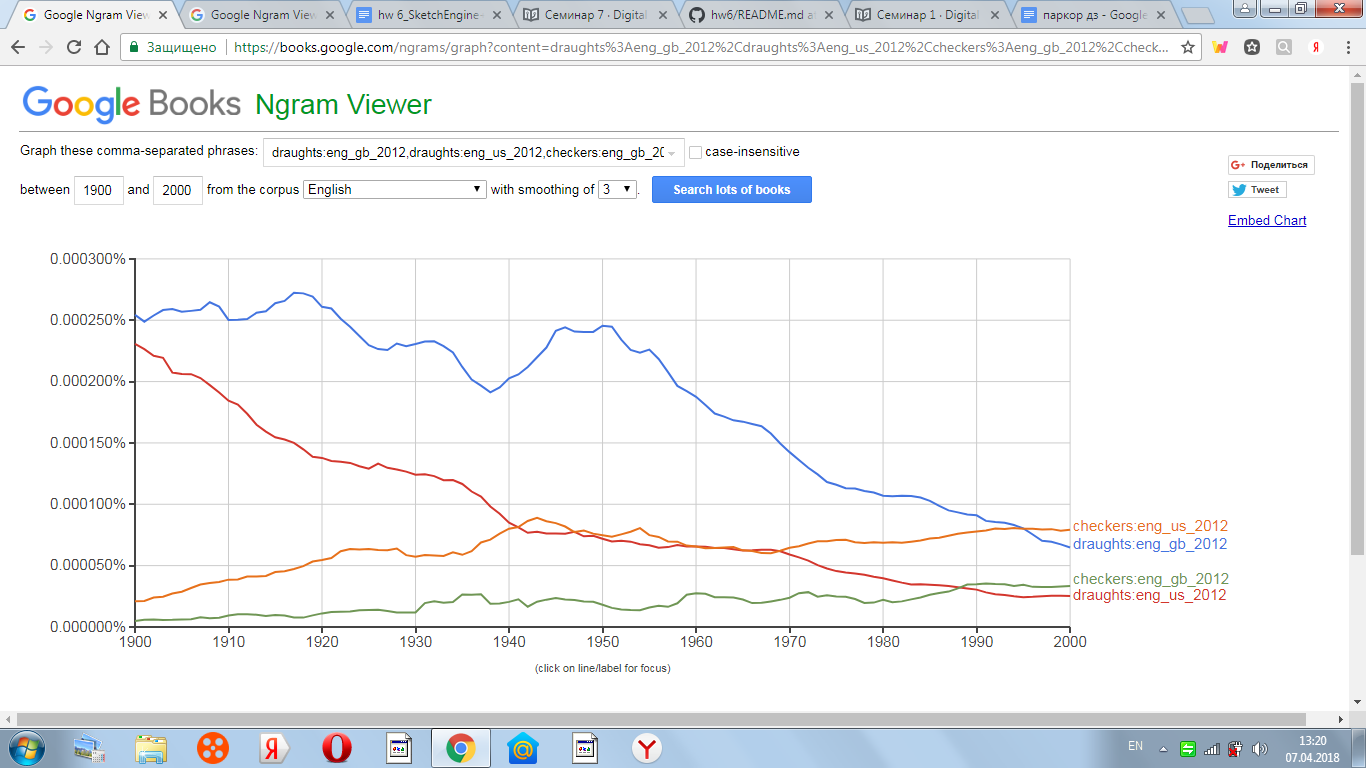 Google Ngram View
Google Ngram View
hw 6_SketchEngine-
Семинар 7 · Digital
hw6/README.md at
Семинар 1 · Digital
паркор дз - Google
Защищено
https://books.google.com/ngrams/graph?content=draughts%3Aeng_gb_2012%2Cdraughts%3Aeng_us_2012%2Ccheckers%3Aeng_gb_2012%2Ccheck...
Google Books Ngram Viewer
Graph these comma-separated phrases: draughts:eng_gb_2012,draughts:eng_us_2012,checkers:eng_gb_20 case-insensitive
between 1900 and 2000 from the corpus English with smoothing of 3 . Search lots of books
G+ Поделиться
Tweet
Embed Chart
0.000300%
0.000250%
0.000200%
0.000150%
0.000100%
0.000050%
0.000000%
checkers:eng_us_2012
draughts:eng_gb_2012
checkers:eng_gb_2012
draughts:eng_us_2012
1900 1910 1920 1930 1940 1950 1960 1970 1980 1990 2000
(click on line/label for focus)
EN
13:20
07.04.2018